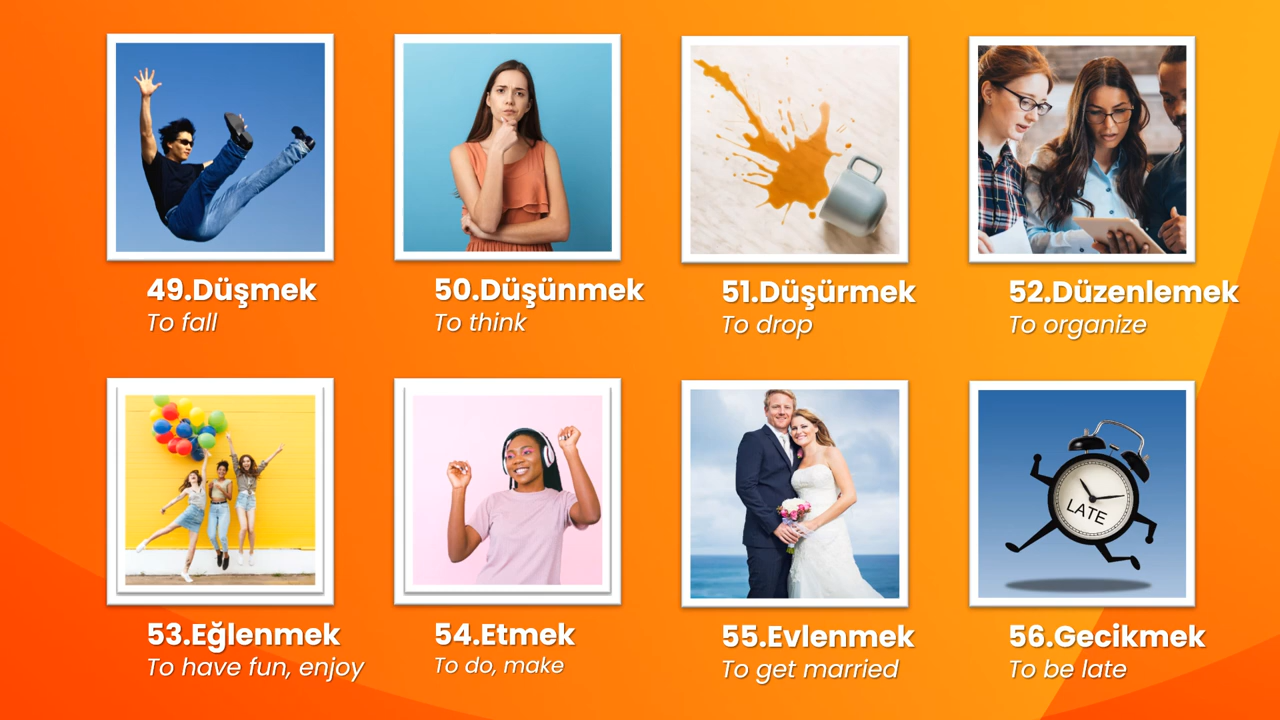 49.Düşmek
To fall
50.Düşünmek
To think
51.Düşürmek
To drop
52.Düzenlemek
To organize
LATE
53.Eğlenmek
To have fun, enjoy
54.Etmek
To do, make
55.Evlenmek
To get married
56.Gecikmek
To be late